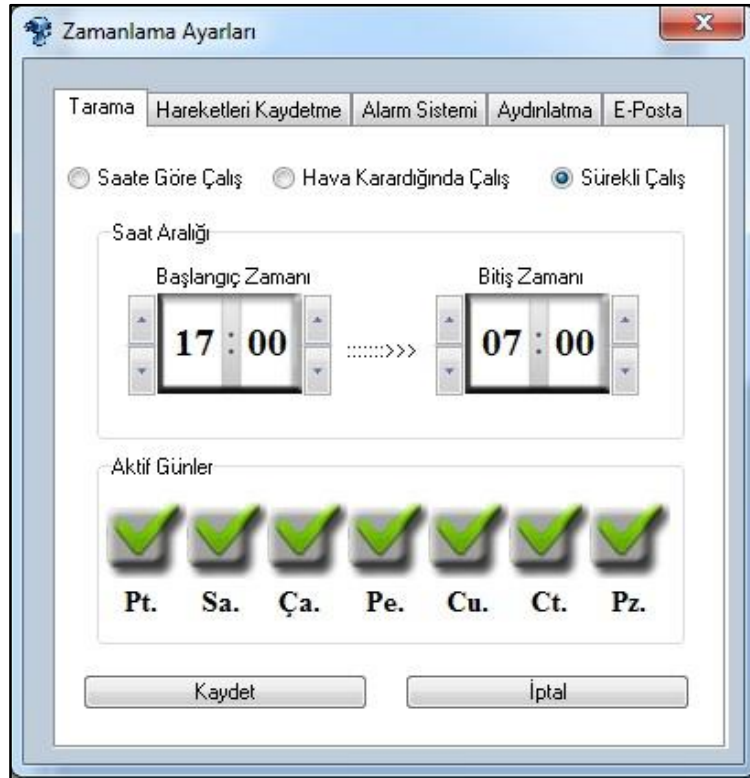 Zamanlama Ayarları
Tarama Hareketleri Kaydetme Alarm Sistemi Aydınlatma E-Posta
Saate Göre Çalış Hava Karardığında Çalış Sürekli Çalış
Saat Aralığı
Başlangıç Zamanı Bitiş Zamanı
17 : 00 :::::::>>> 07 : 00
Aktif Günler
Pt. Sa. Ça. Pe. Cu. Ct. Pz.
Kaydet İptal